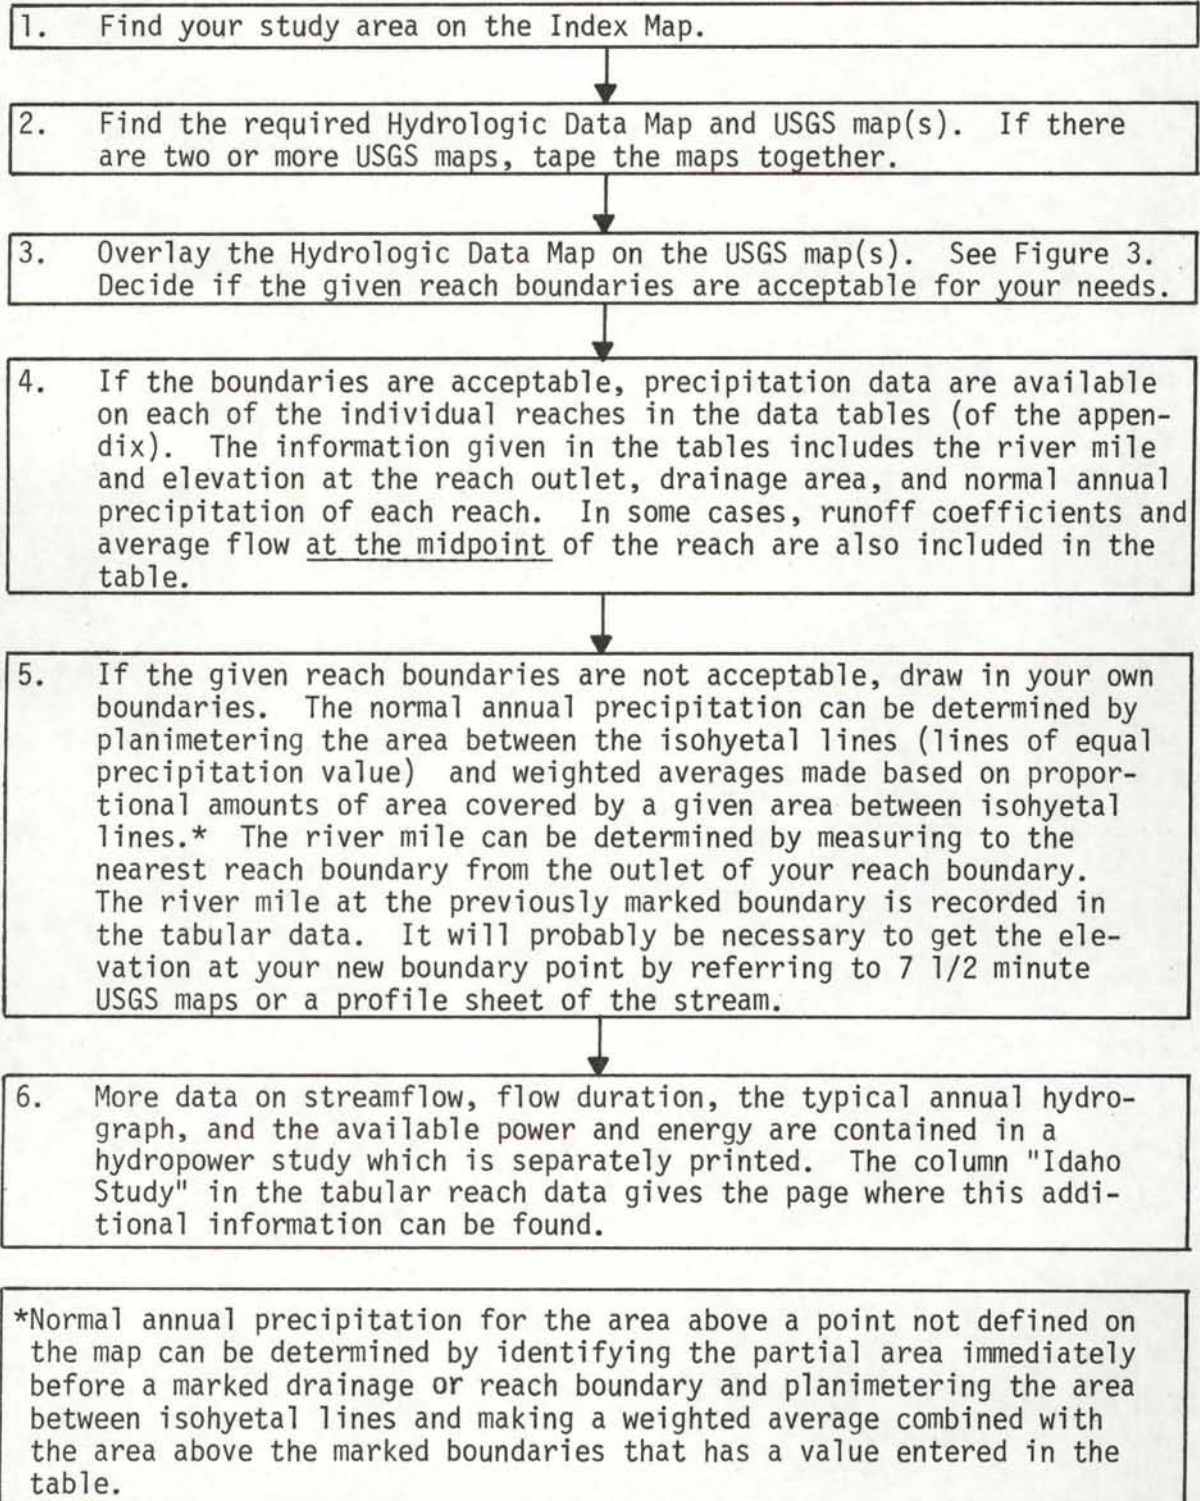 1. Find your study area on the Index Map.
2. Find the required Hydrologic Data Map and USGS map(s). If there
are two or more USGS maps, tape the maps together.
3. Overlay the Hydrologic Data Map on the USGS map(s). See Figure 3.
Decide if the given reach boundaries are acceptable for your needs.
4. If the boundaries are acceptable, precipitation data are available
on each of the individual reaches in the data tables (of the appen-
dix). The information given in the tables includes the river mile
and elevation at the reach outlet, drainage area, and normal annual
precipitation of each reach. In some cases, runoff coefficients and
average flow at the midpoint of the reach are also included in the
table.
5. If the given reach boundaries are not acceptable, draw in your own
boundaries. The normal annual precipitation can be determined by
planimetering the area between the isohyetal lines (lines of equal
precipitation value) and weighted averages made based on propor-
tional amounts of area covered by a given area between isohyetal
lines.* The river mile can be determined by measuring to the
nearest reach boundary from the outlet of your reach boundary.
The river mile at the previously marked boundary is recorded in
the tabular data. It will probably be necessary to get the ele-
vation at your new boundary point by referring to 7 1/2 minute
USGS maps or a profile sheet of the stream.
6. More data on streamflow, flow duration, the typical annual hydro-
graph, and the available power and energy are contained in a
hydropower study which is separately printed. The column "Idaho
Study" in the tabular reach data gives the page where this addi-
tional information can be found.
*Normal annual precipitation for the area above a point not defined on
the map can be determined by identifying the partial area immediately
before a marked drainage or reach boundary and planimetering the area
between isohyetal lines and making a weighted average combined with
the area above the marked boundaries that has a value entered in the
table.